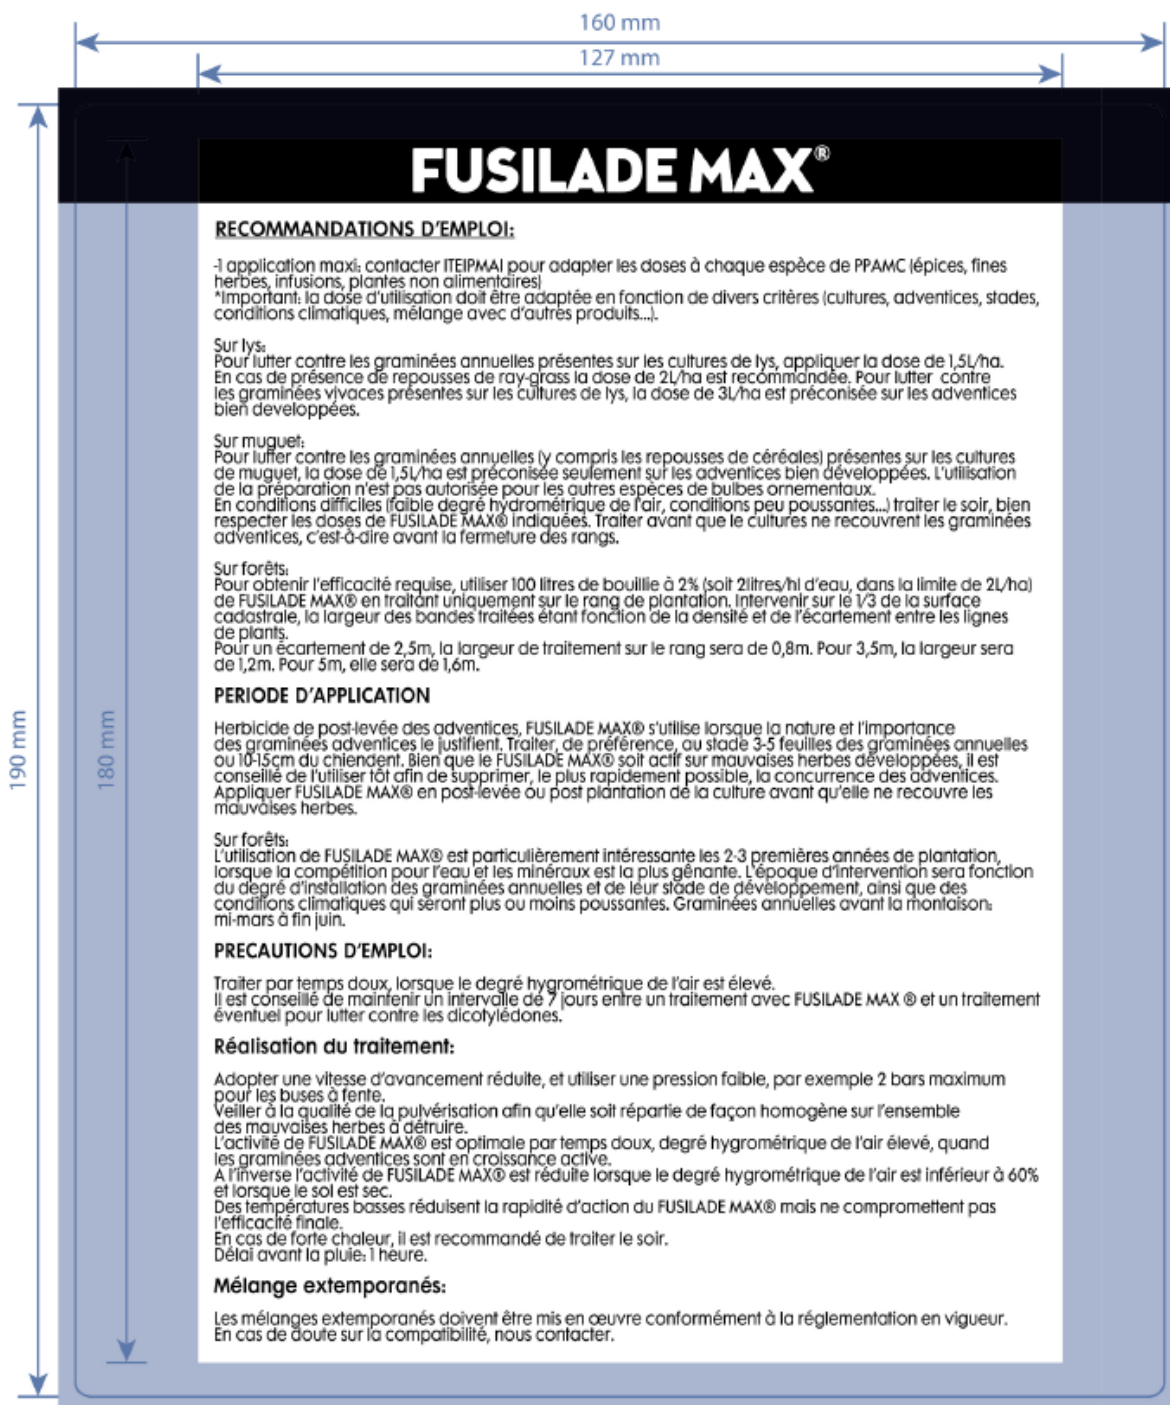 160 mm
127 mm
190 mm
180 mm
FUSILADE MAX®
RECOMMANDATIONS D'EMPLOI:
-1 application maxi: contacter ITEIPMAI pour adapter les doses à chaque espèce de PPAMC (épices, fines
herbes, infusions, plantes non alimentaires)
*Important: la dose d'utilisation doit être adaptée en fonction de divers critères (cultures, adventices, stades,
conditions climatiques, mélange avec d'autres produits...).
Sur lys:
Pour lutter contre les graminées annuelles présentes sur les cultures de lys, appliquer la dose de 1,5L/ha.
En cas de présence de repousses de ray-grass la dose de 2L/ha est recommandée. Pour lutter contre
les graminées vivaces présentes sur les cultures de lys, la dose de 3L/ha est préconisée sur les adventices
bien developpées.
Sur muguet:
Pour lutter contre les graminées annuelles (y compris les repousses de céréales) présentes sur les cultures
de muguet, la dose de 1,5L/ha est préconisée seulement sur les adventices bien développées. L'utilisation
de la préparation n'est pas autorisée pour les autres espèces de bulbes ornementaux.
En conditions difficiles (faible degré hydrométrique de l'air, conditions peu poussantes...) traiter le soir, bien
respecter les doses de FUSILADE MAX® indiquées. Traiter avant que le cultures ne recouvrent les graminées
adventices, c'est-à-dire avant la fermeture des rangs.
Sur forêts:
Pour obtenir l'efficacité requise, utiliser 100 litres de bouillie à 2% (soit 2litres/hl d'eau, dans la limite de 2L/ha)
de FUSILADE MAX® en traitant uniquement sur le rang de plantation. Intervenir sur le 1/3 de la surface
cadastrale, la largeur des bandes traitées étant fonction de la densité et de l'écartement entre les lignes
de plants.
Pour un écartement de 2,5m, la largeur de traitement sur le rang sera de 0,8m. Pour 3,5m, la largeur sera
de 1,2m. Pour 5m, elle sera de 1,6m.
PERIODE D'APPLICATION
Herbicide de post-levée des adventices, FUSILADE MAX® s'utilise lorsque la nature et l'importance
des graminées adventices le justifient. Traiter, de préférence, au stade 3-5 feuilles des graminées annuelles
ou 10-15cm du chiendent. Bien que le FUSILADE MAX® soit actif sur mauvaises herbes développées, il est
conseillé de l'utiliser tôt afin de supprimer, le plus rapidement possible, la concurrence des adventices.
Appliquer FUSILADE MAX® en post-levée ou post plantation de la culture avant qu'elle ne recouvre les
mauvaises herbes.
Sur forêts:
L'utilisation de FUSILADE MAX® est particulièrement intéressante les 2-3 premières années de plantation,
lorsque la compétition pour l'eau et les minéraux est la plus gênante. L'époque d'intervention sera fonction
du degré d'installation des graminées annuelles et de leur stade de développement, ainsi que des
conditions climatiques qui seront plus ou moins poussantes. Graminées annuelles avant la montaison:
mi-mars à fin juin.
PRECAUTIONS D'EMPLOI:
Traiter par temps doux, lorsque le degré hygrométrique de l'air est élevé.
Il est conseillé de maintenir un intervalle de 7 jours entre un traitement avec FUSILADE MAX ® et un traitement
éventuel pour lutter contre les dicotylédones.
Réalisation du traitement:
Adopter une vitesse d'avancement réduite, et utiliser une pression faible, par exemple 2 bars maximum
pour les buses à fente.
Veiller à la qualité de la pulvérisation afin qu'elle soit répartie de façon homogène sur l'ensemble
des mauvaises herbes à détruire.
L'activité de FUSILADE MAX® est optimale par temps doux, degré hygrométrique de l'air élevé, quand
les graminées adventices sont en croissance active.
A l'inverse l'activité de FUSILADE MAX® est réduite lorsque le degré hygrométrique de l'air est inférieur à 60%
et lorsque le sol est sec.
Des températures basses réduisent la rapidité d'action du FUSILADE MAX® mais ne compromettent pas
l'efficacité finale.
En cas de forte chaleur, il est recommandé de traiter le soir.
Délai avant la pluie: 1 heure.
Mélange extemporanés:
Les mélanges extemporanés doivent être mis en œuvre conformément à la réglementation en vigueur.
En cas de doute sur la compatibilité, nous contacter.